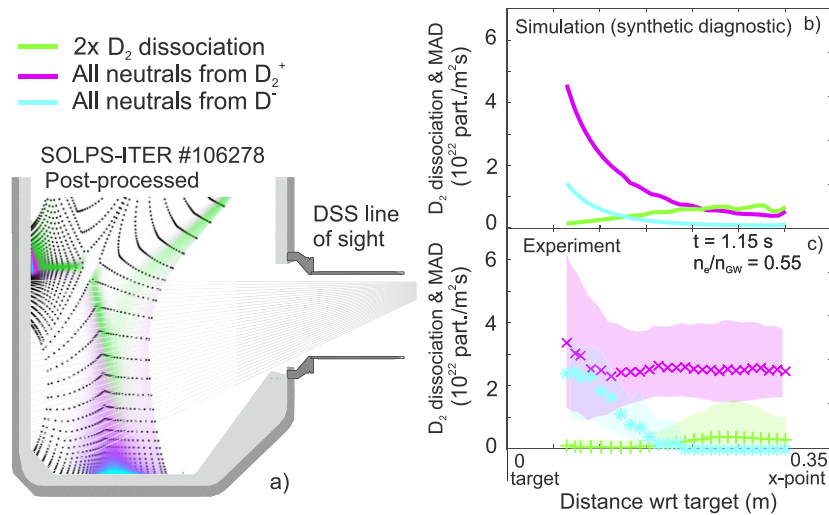 2x D₂ dissociation
All neutrals from D₂⁺
All neutrals from D⁻
SOLPS-ITER #106278
Post-processed
DSS line
of sight
a)
D₂ dissociation & MAD
(10²² part./m²s)
6
4
2
0
Simulation (synthetic diagnostic)
b)
D₂ dissociation & MAD
(10²² part./m²s)
6
4
2
0
Experiment
t = 1.15 s
c)
nₑ/n_GW = 0.55
0
0.35
target
x-point
Distance wrt target (m)